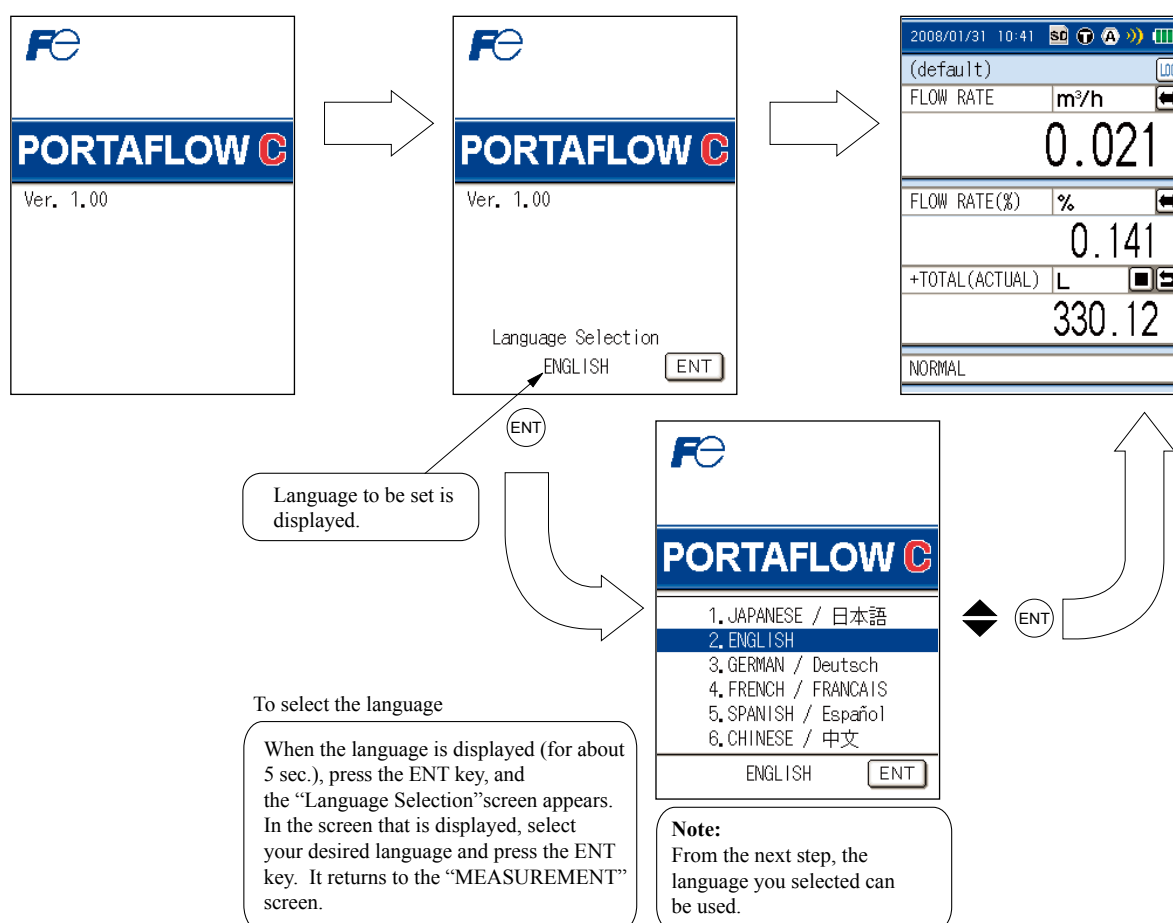 Fe
PORTAFLOW C
Ver. 1.00
Fe
PORTAFLOW C
Ver. 1.00
Language Selection
ENGLISH ENT
2008/01/31 10:41 SD T A
(default)
FLOW RATE m³/h
0.021
FLOW RATE(%) %
0.141
+TOTAL(ACTUAL) L
330.12
NORMAL
ENT
Language to be set is
displayed.
Fe
PORTAFLOW C
1.JAPANESE / 日本語
2.ENGLISH
3.GERMAN / Deutsch
4.FRENCH / FRANCAIS
5.SPANISH / Español
6.CHINESE / 中文
ENGLISH ENT
ENT
To select the language
When the language is displayed (for about
5 sec.), press the ENT key, and
the “Language Selection”screen appears.
In the screen that is displayed, select
your desired language and press the ENT
key. It returns to the “MEASUREMENT”
screen.
Note:
From the next step, the
language you selected can
be used.